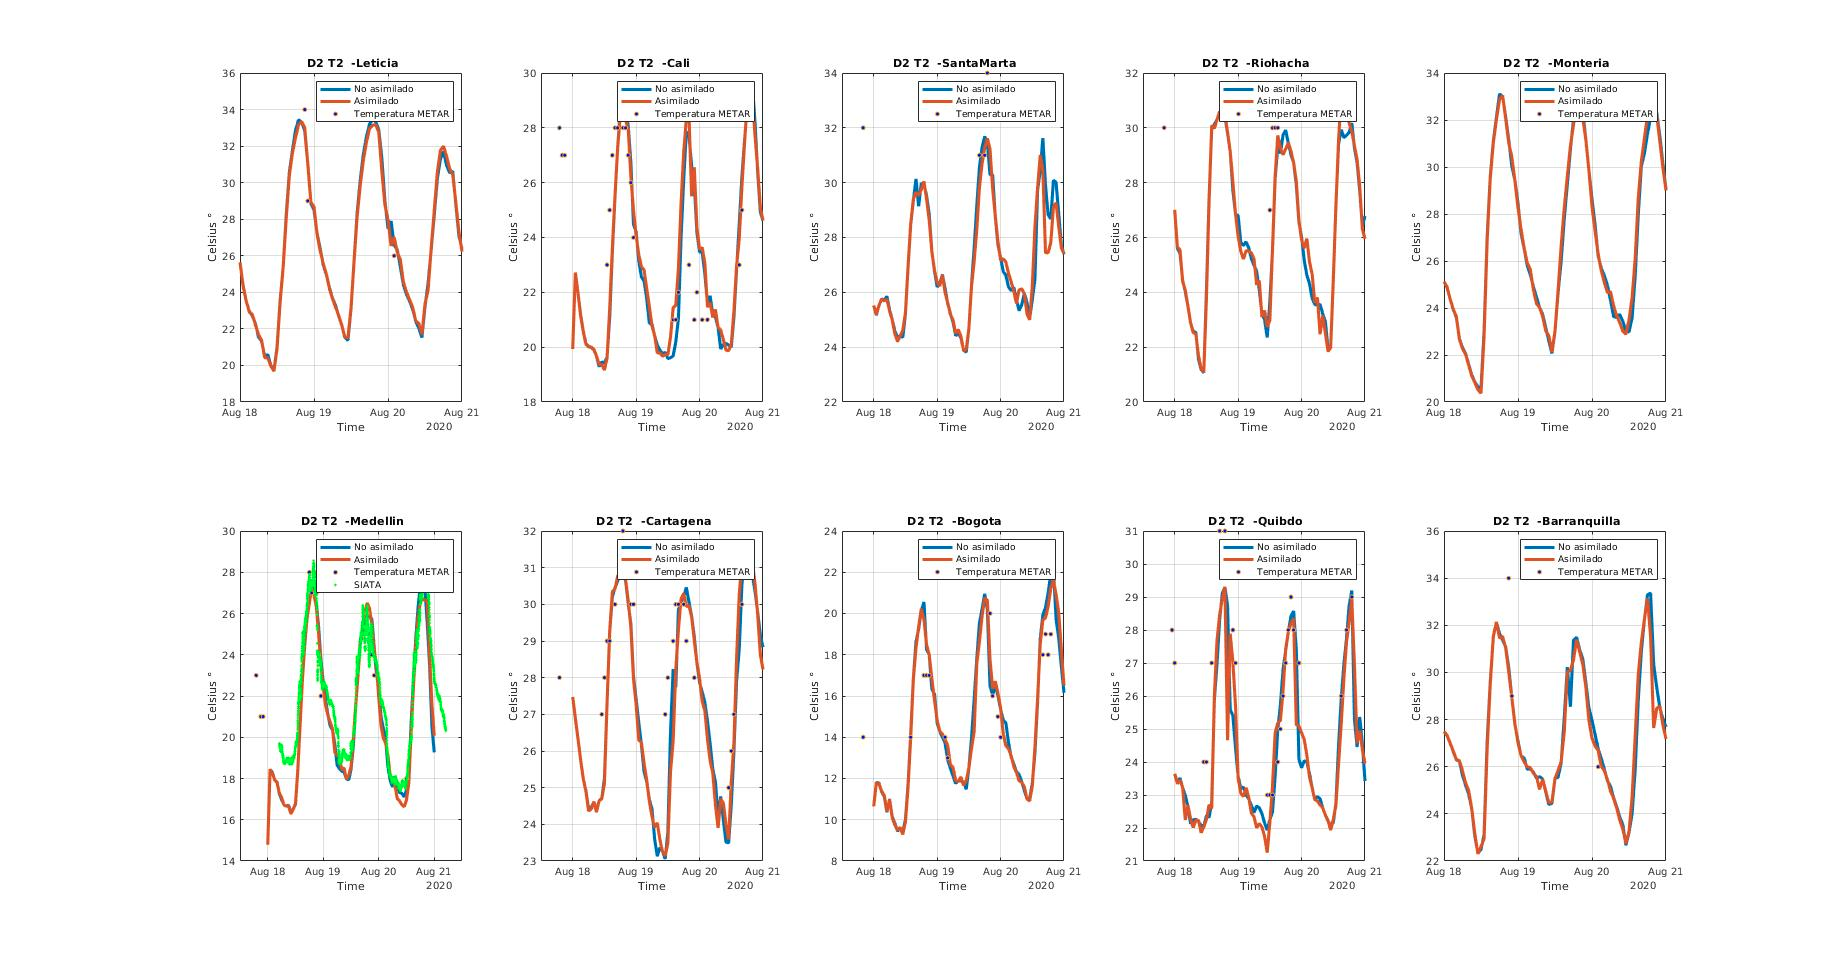 D2 T2 -Leticia
36
34
32
30
28
26
24
22
20
18
Celsius °
No asimilado
Asimilado
Temperatura METAR
Aug 18 Aug 19 Aug 20 Aug 21
Time 2020
D2 T2 -Cali
30
28
26
24
22
20
18
Celsius °
No asimilado
Asimilado
Temperatura METAR
Aug 18 Aug 19 Aug 20 Aug 21
Time 2020
D2 T2 -SantaMarta
34
32
30
28
26
24
22
Celsius °
No asimilado
Asimilado
Temperatura METAR
Aug 18 Aug 19 Aug 20 Aug 21
Time 2020
D2 T2 -Riohacha
32
30
28
26
24
22
20
Celsius °
No asimilado
Asimilado
Temperatura METAR
Aug 18 Aug 19 Aug 20 Aug 21
Time 2020
D2 T2 -Monteria
34
32
30
28
26
24
22
20
Celsius °
No asimilado
Asimilado
Temperatura METAR
Aug 18 Aug 19 Aug 20 Aug 21
Time 2020
D2 T2 -Medellin
30
28
26
24
22
20
18
16
14
Celsius °
No asimilado
Asimilado
Temperatura METAR
SIATA
Aug 18 Aug 19 Aug 20 Aug 21
Time 2020
D2 T2 -Cartagena
32
31
30
29
28
27
26
25
24
23
Celsius °
No asimilado
Asimilado
Temperatura METAR
Aug 18 Aug 19 Aug 20 Aug 21
Time 2020
D2 T2 -Bogota
24
22
20
18
16
14
12
10
8
Celsius °
No asimilado
Asimilado
Temperatura METAR
Aug 18 Aug 19 Aug 20 Aug 21
Time 2020
D2 T2 -Quibdo
31
30
29
28
27
26
25
24
23
22
21
Celsius °
No asimilado
Asimilado
Temperatura METAR
Aug 18 Aug 19 Aug 20 Aug 21
Time 2020
D2 T2 -Barranquilla
36
34
32
30
28
26
24
22
Celsius °
No asimilado
Asimilado
Temperatura METAR
Aug 18 Aug 19 Aug 20 Aug 21
Time 2020